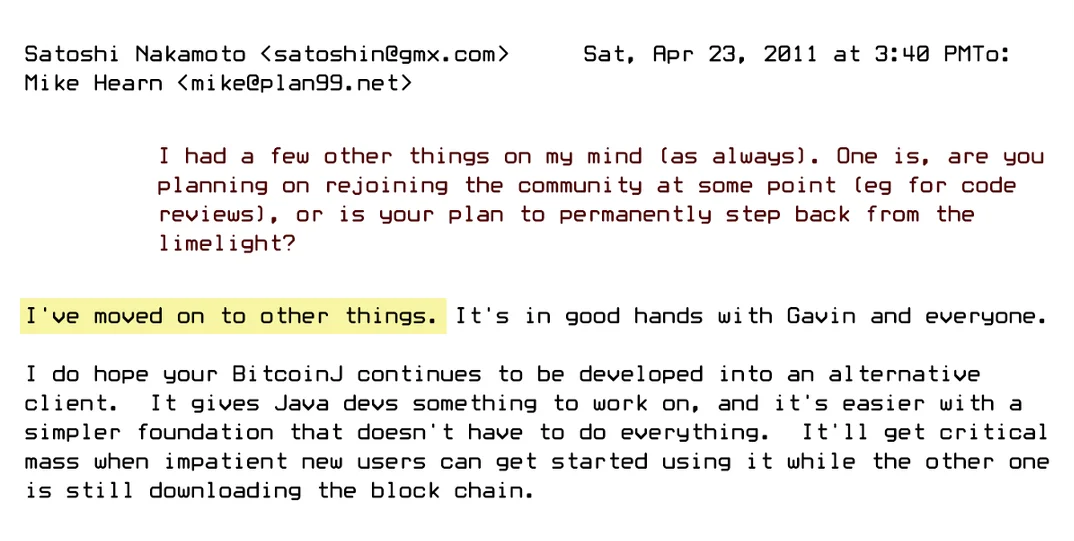 Satoshi Nakamoto <satoshin@gmx.com> Sat, Apr 23, 2011 at 3:40 PMTo:
Mike Hearn <mike@plan99.net>
I had a few other things on my mind (as always). One is, are you
planning on rejoining the community at some point (eg for code
reviews), or is your plan to permanently step back from the
limelight?
I've moved on to other things. It's in good hands with Gavin and everyone.
I do hope your BitcoinJ continues to be developed into an alternative
client. It gives Java devs something to work on, and it's easier with a
simpler foundation that doesn't have to do everything. It'll get critical
mass when impatient new users can get started using it while the other one
is still downloading the block chain.